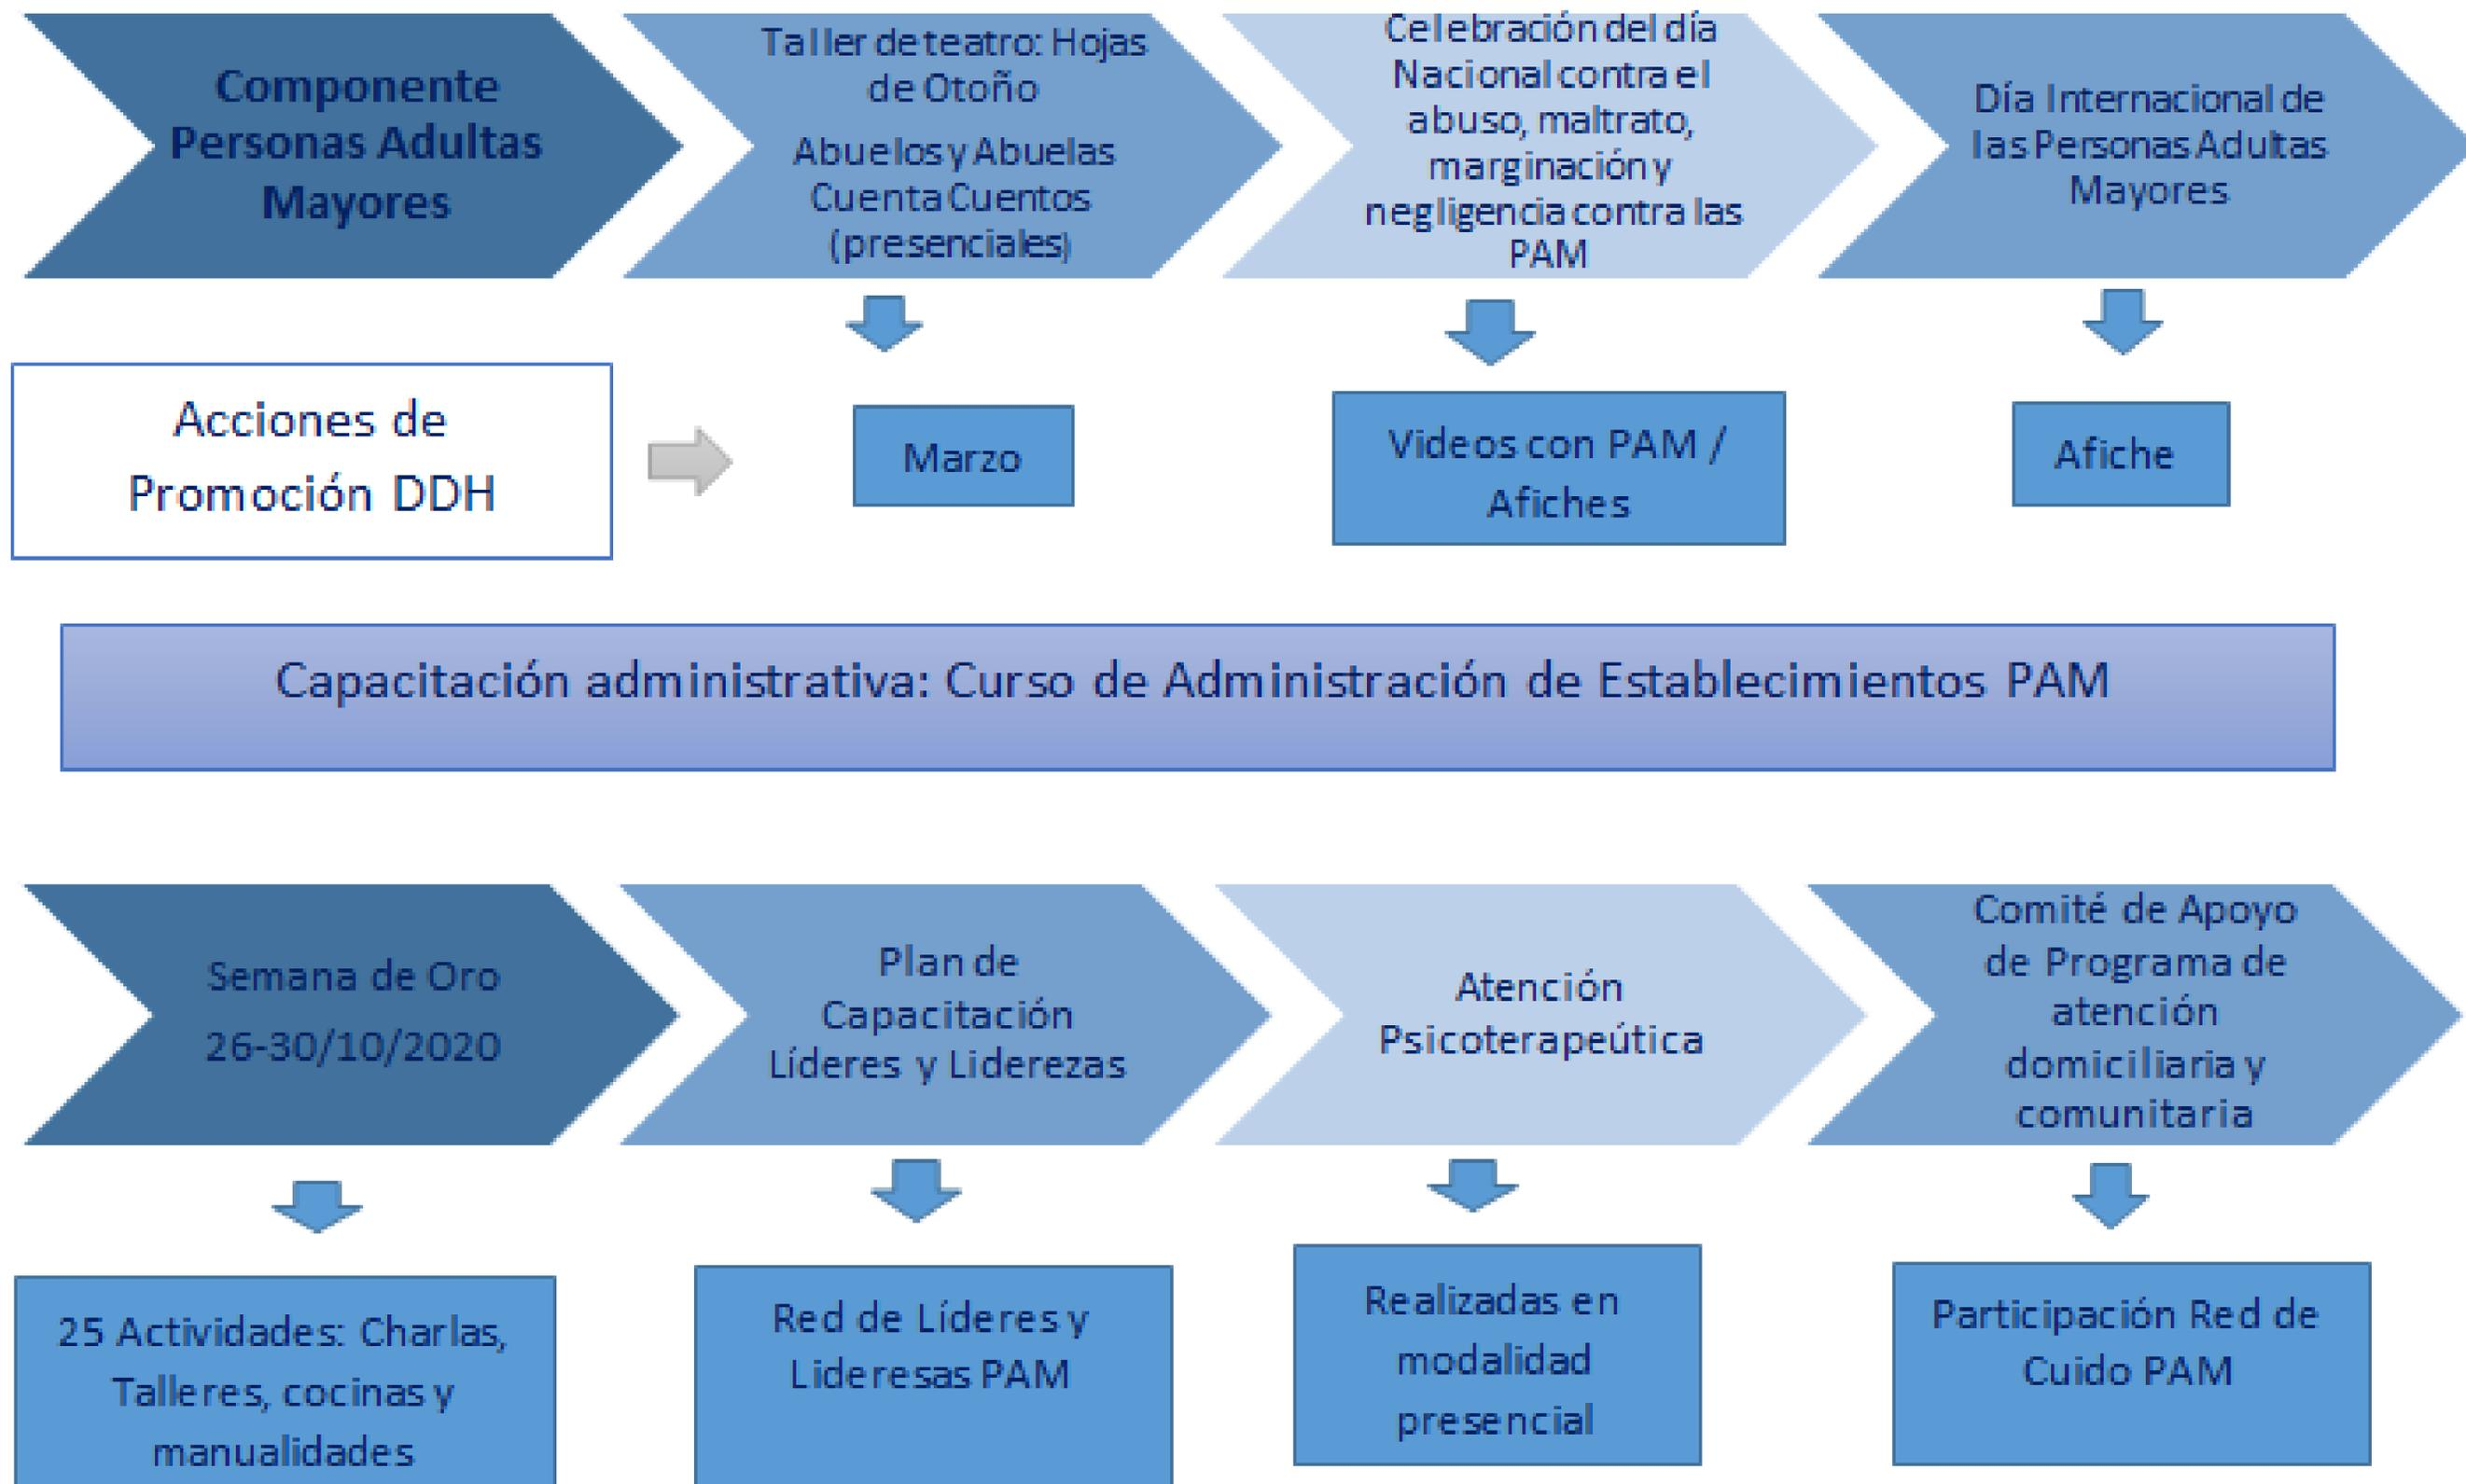 Componente
Personas Adultas
Mayores
Taller de teatro: Hojas
de Otoño
Abuelos y Abuelas
Cuenta Cuentos
(presenciales)
Celebración del día
Nacional contra el
abuso, maltrato,
marginación y
negligencia contra las
PAM
Día Internacional de
las Personas Adultas
Mayores
Acciones de
Promoción DDH
Marzo
Videos con PAM /
Afiches
Afiche
Capacitación administrativa: Curso de Administración de Establecimientos PAM
Semana de Oro
26-30/10/2020
Plan de
Capacitación
Líderes y Liderezas
Atención
Psicoterapeútica
Comité de Apoyo
de Programa de
atención
domiciliaria y
comunitaria
25 Actividades: Charlas,
Talleres, cocinas y
manualidades
Red de Líderes y
Lideresas PAM
Realizadas en
modalidad
presencial
Participación Red de
Cuido PAM